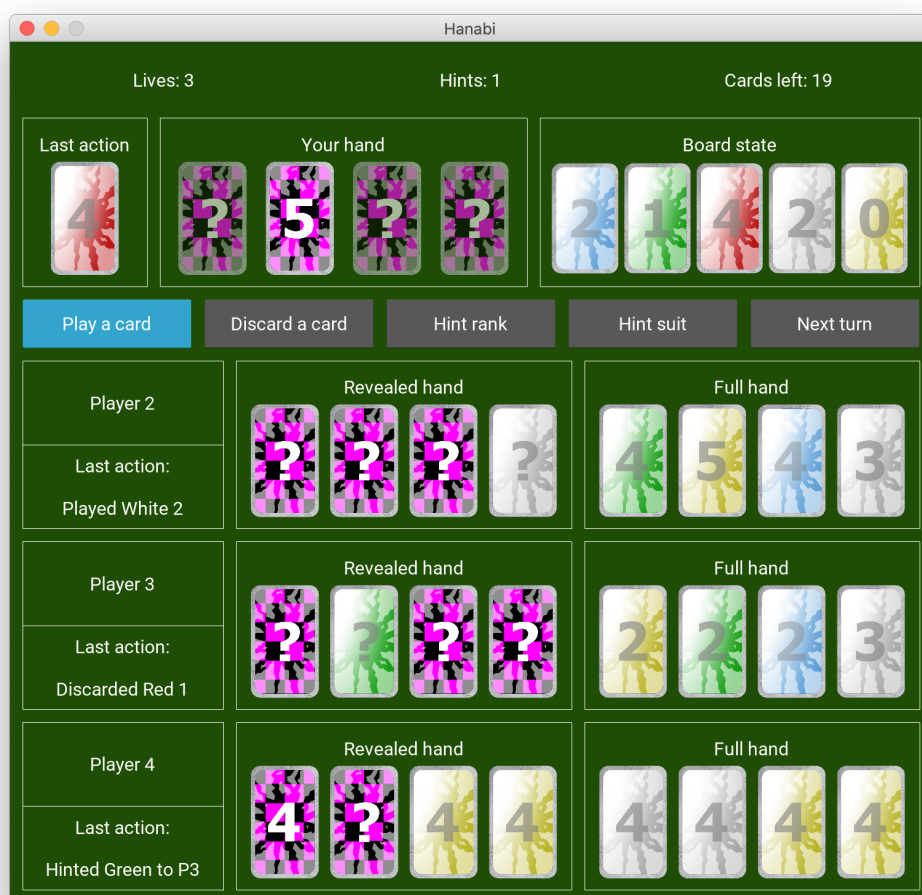 Hanabi
Lives: 3 Hints: 1 Cards left: 19
Last action Your hand Board state
4 ? 5 ? ? 2 1 4 2 0
Play a card Discard a card Hint rank Hint suit Next turn
Player 2
Last action:
Played White 2
Revealed hand Full hand
? ? ? ? 4 5 4 3
Player 3
Last action:
Discarded Red 1
Revealed hand Full hand
? ? ? ? 2 2 2 3
Player 4
Last action:
Hinted Green to P3
Revealed hand Full hand
4 ? 4 4 4 4 4 4